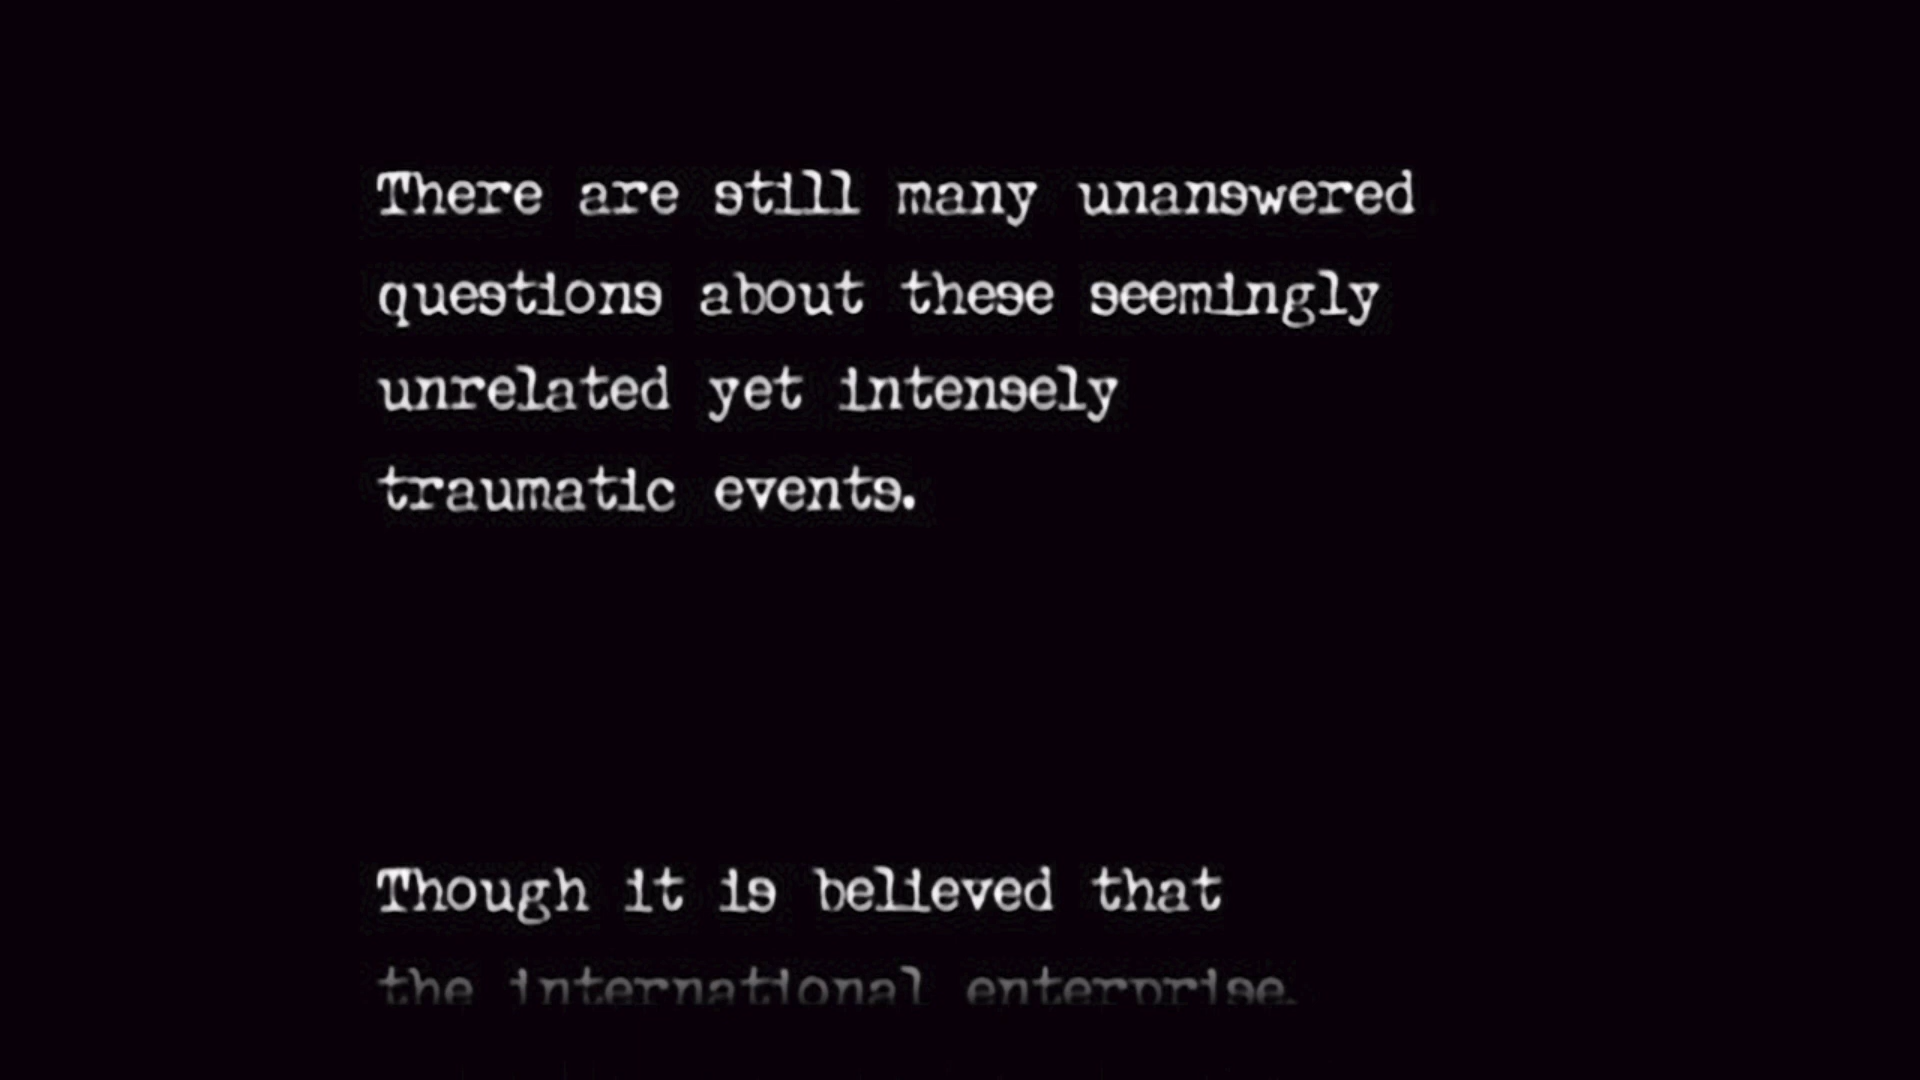 There are still many unanswered
questions about these seemingly
unrelated yet intensely
traumatic events.
Though it is believed that
the international enterprise,